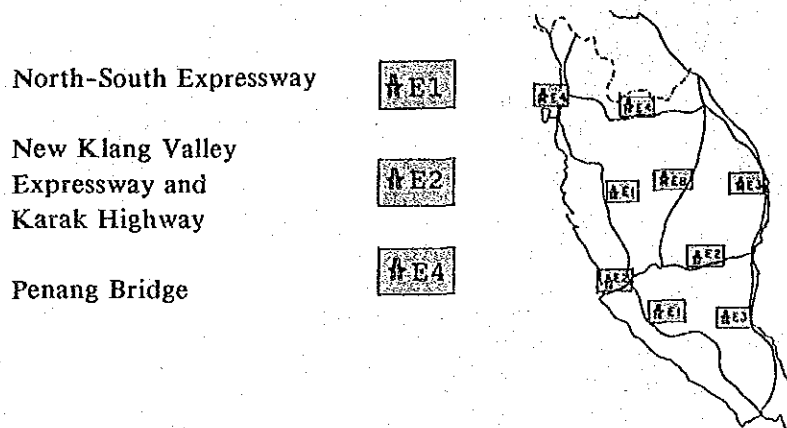 North-South Expressway
E1
New Klang Valley
Expressway and
Karak Highway
E2
Penang Bridge
E4
E4
E4
E1
E8
E3
E2
E2
E1
E3